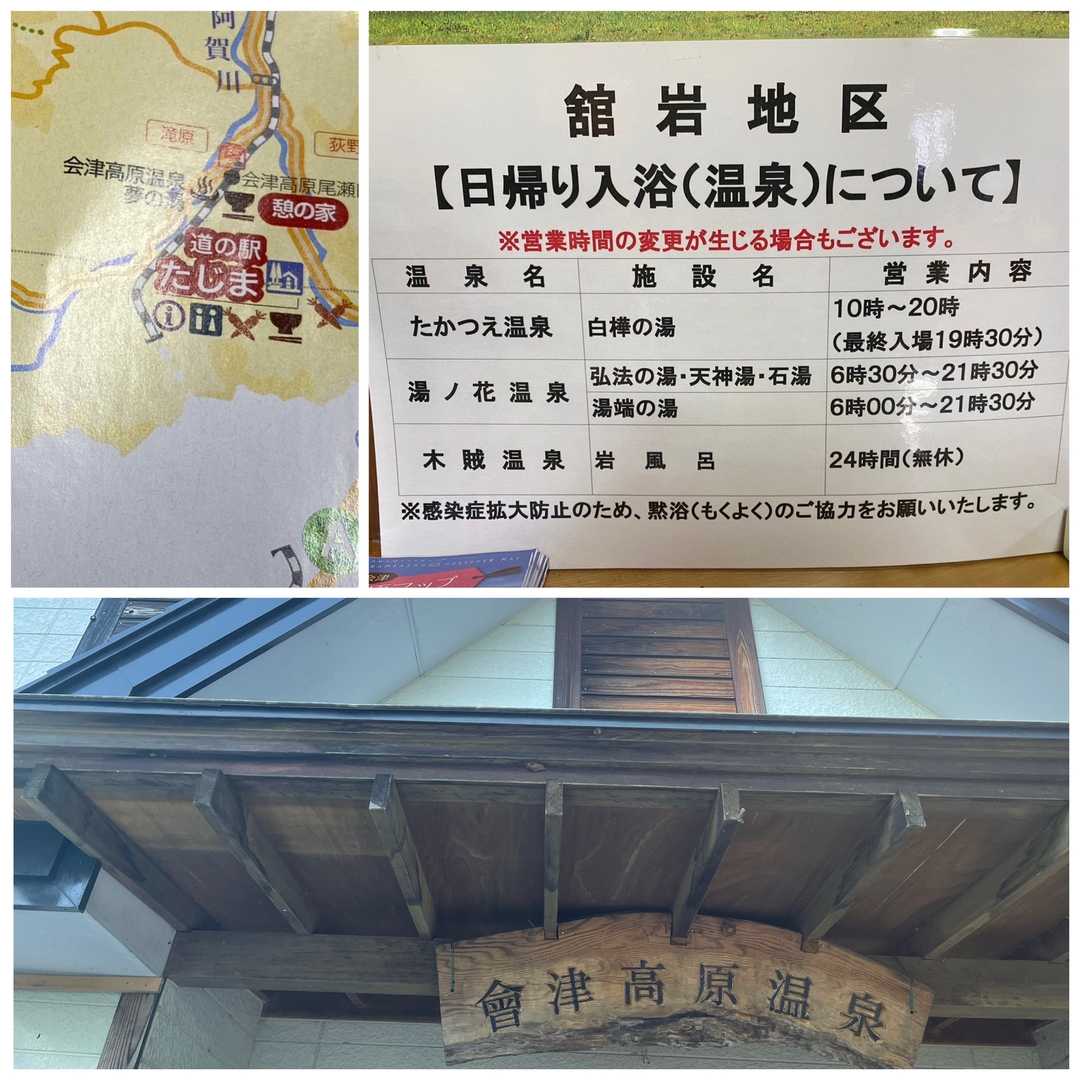 阿賀川
滝原
荻野
会津高原温泉
夢の湯
会津高原尾瀬口
憩の家
道の駅
たじま
A
舘岩地区
【日帰り入浴(温泉)について】
※営業時間の変更が生じる場合もございます。
温泉名 施設名 営業内容
たかつえ温泉 白樺の湯 10時～20時
(最終入場19時30分)
湯ノ花温泉 弘法の湯・天神湯・石湯 6時30分～21時30分
湯端の湯 6時00分～21時30分
木賊温泉 岩風呂 24時間(無休)
※感染症拡大防止のため、黙浴(もくよく)のご協力をお願いいたします。
會津高原温泉